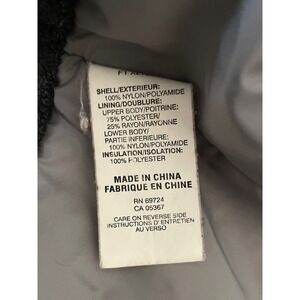 SHELL/EXTERIEUR:
100% NYLON/POLYAMIDE
LINING/DOUBLURE:
UPPER BODY/POITRINE:
75% POLYESTER/
25% RAYON/RAYONNE
LOWER BODY/
PARTIE INFERIEURE:
100% NYLON/POLYAMIDE
INSULATION/ISOLATION:
100% POLYESTER
MADE IN CHINA
FABRIQUE EN CHINE
RN 69724
CA 05367
CARE ON REVERSE SIDE
INSTRUCTIONS D'ENTRETIEN
AU VERSO